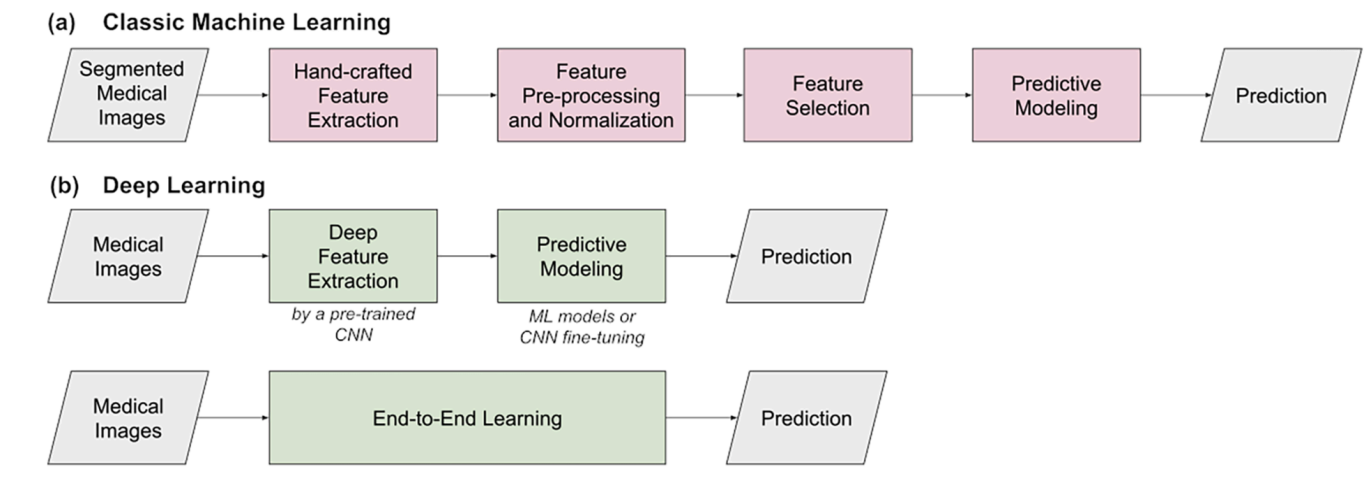 (a) Classic Machine Learning
Segmented
Medical
Images
Hand-crafted
Feature
Extraction
Feature
Pre-processing
and Normalization
Feature
Selection
Predictive
Modeling
Prediction
(b) Deep Learning
Medical
Images
Deep
Feature
Extraction
by a pre-trained
CNN
Predictive
Modeling
ML models or
CNN fine-tuning
Prediction
Medical
Images
End-to-End Learning
Prediction